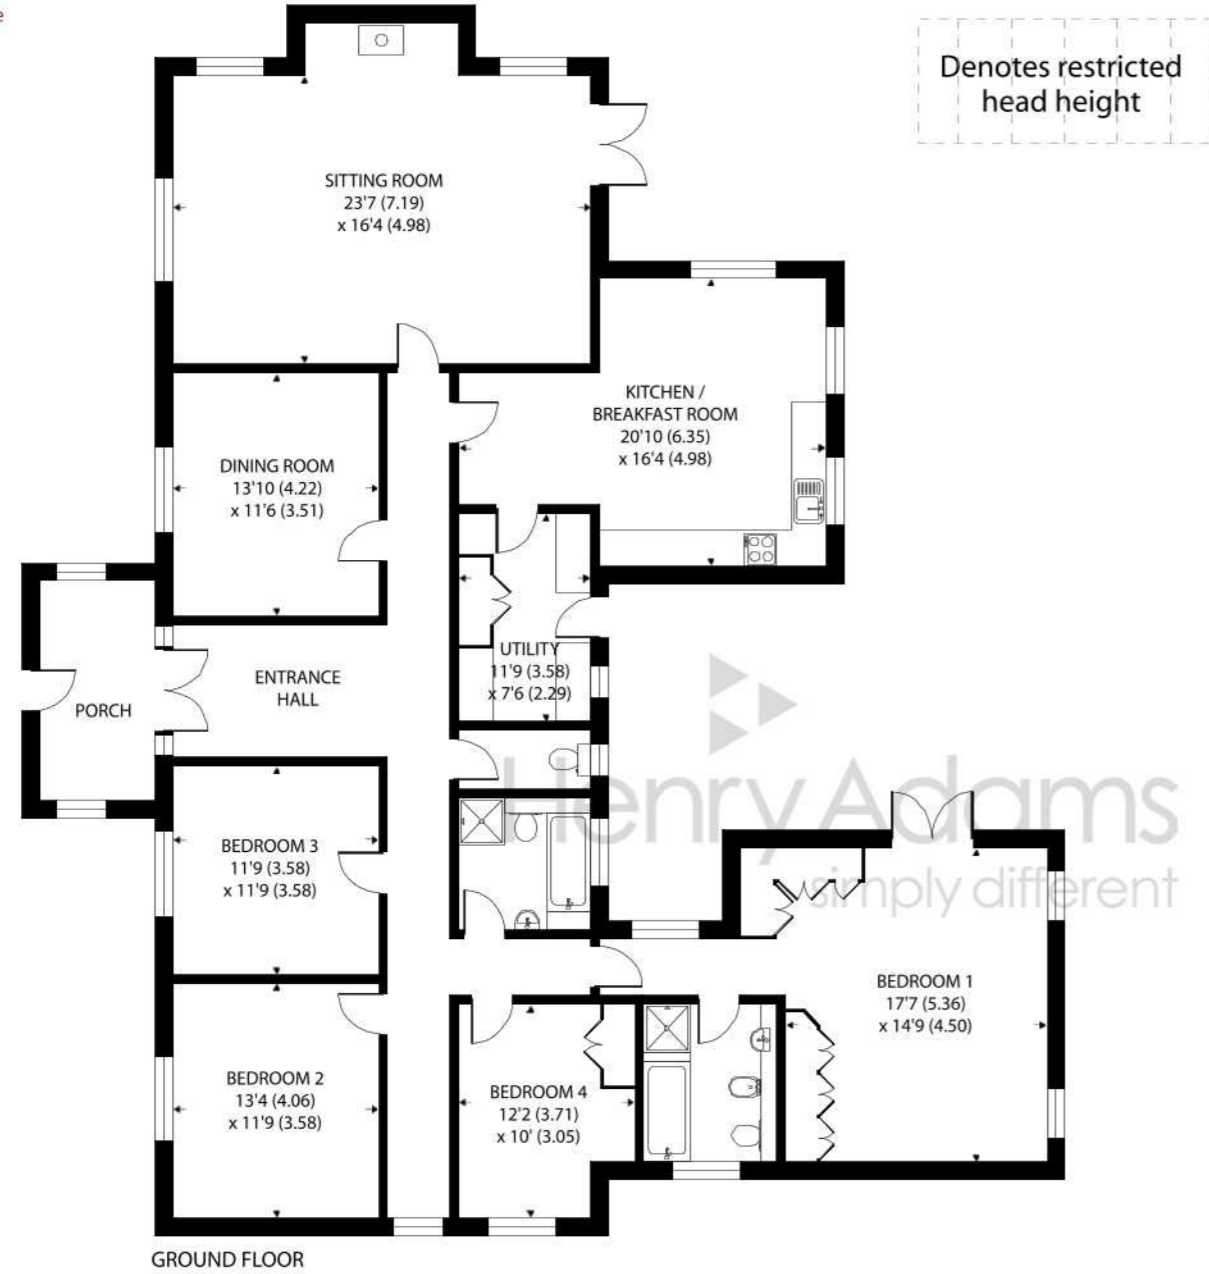 e
Denotes restricted
head height
SITTING ROOM
23'7 (7.19)
x 16'4 (4.98)
KITCHEN /
BREAKFAST ROOM
20'10 (6.35)
x 16'4 (4.98)
DINING ROOM
13'10 (4.22)
x 11'6 (3.51)
UTILITY
11'9 (3.58)
x 7'6 (2.29)
ENTRANCE
HALL
PORCH
Henry Adams
simply different
BEDROOM 3
11'9 (3.58)
x 11'9 (3.58)
BEDROOM 1
17'7 (5.36)
x 14'9 (4.50)
BEDROOM 2
13'4 (4.06)
x 11'9 (3.58)
BEDROOM 4
12'2 (3.71)
x 10' (3.05)
GROUND FLOOR